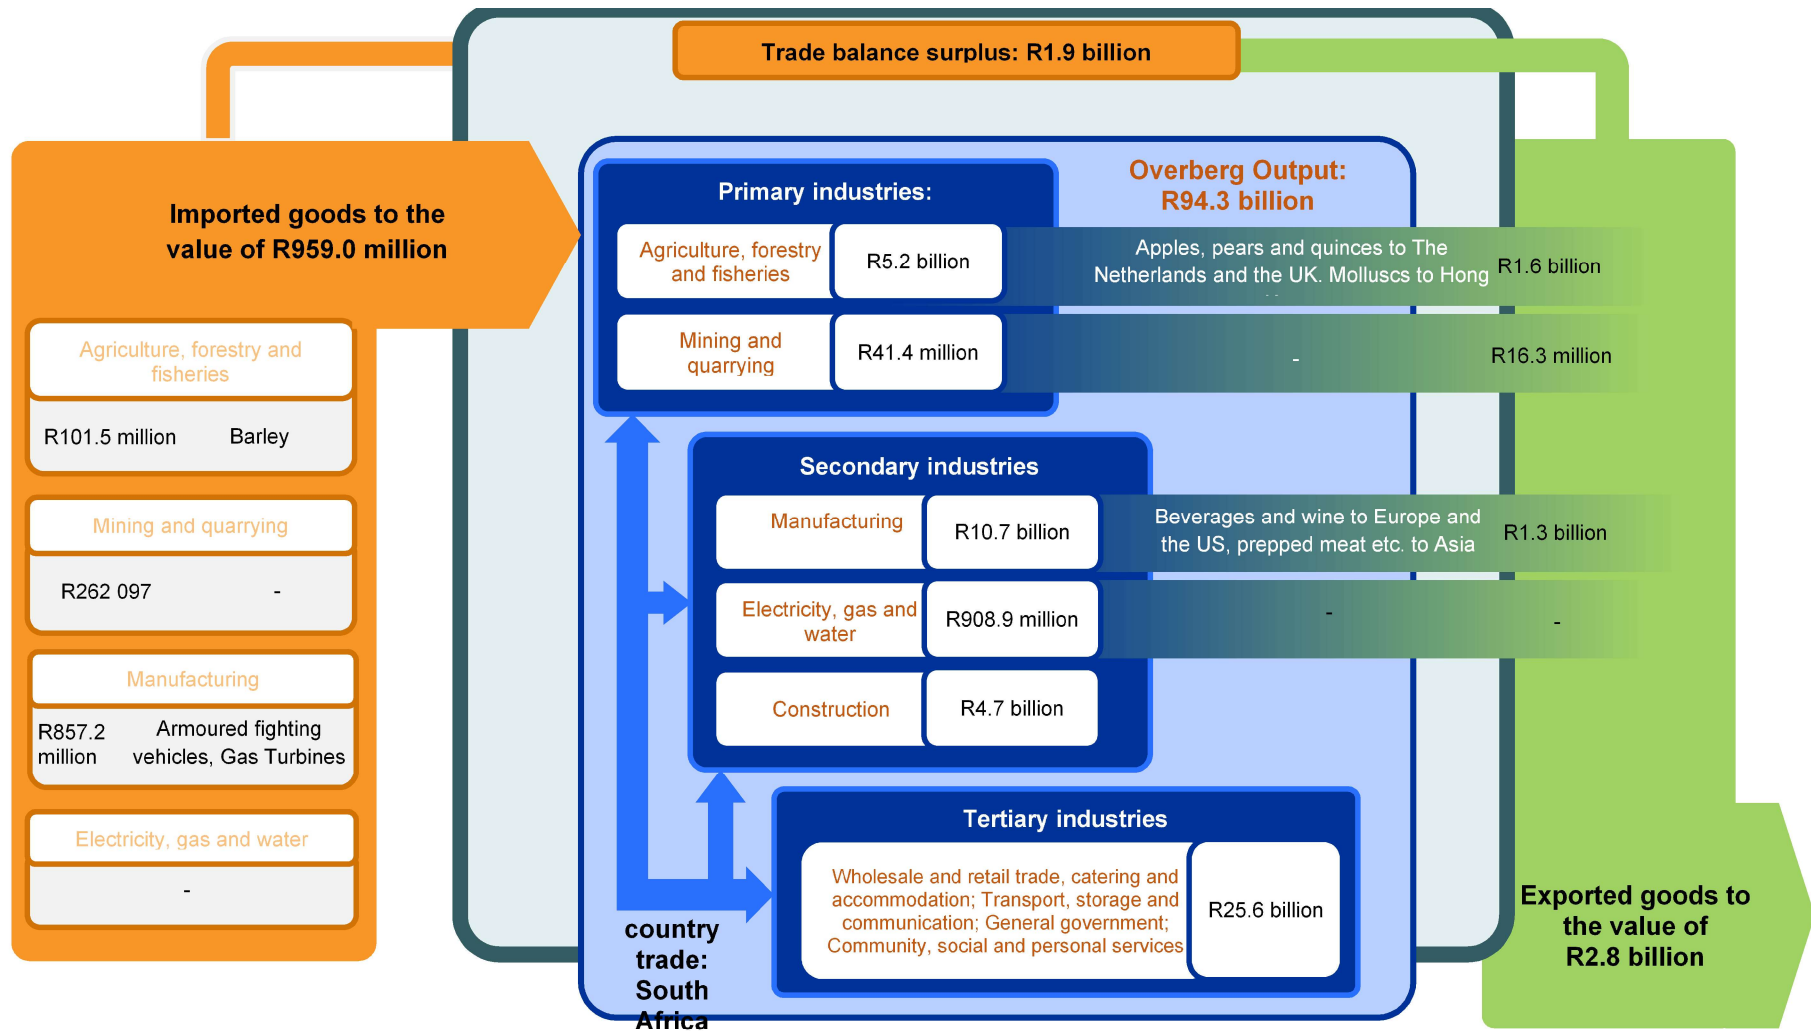 Trade balance surplus: R1.9 billion
Imported goods to the
value of R959.0 million
Agriculture, forestry and
fisheries
R101.5 million Barley
Mining and quarrying
R262 097 -
Manufacturing
R857.2
million
Armoured fighting
vehicles, Gas Turbines
Electricity, gas and water
-
Overberg Output:
R94.3 billion
Primary industries:
Agriculture, forestry
and fisheries
R5.2 billion
Apples, pears and quinces to The
Netherlands and the UK. Molluscs to Hong
R1.6 billion
Mining and
quarrying
R41.4 million
-
R16.3 million
Secondary industries
Manufacturing
R10.7 billion
Beverages and wine to Europe and
the US, prepped meat etc. to Asia
R1.3 billion
Electricity, gas and
water
R908.9 million
-
-
Construction
R4.7 billion
Tertiary industries
Wholesale and retail trade, catering and
accommodation; Transport, storage and
communication; General government;
Community, social and personal services
R25.6 billion
country
trade:
South
Africa
Exported goods to
the value of
R2.8 billion